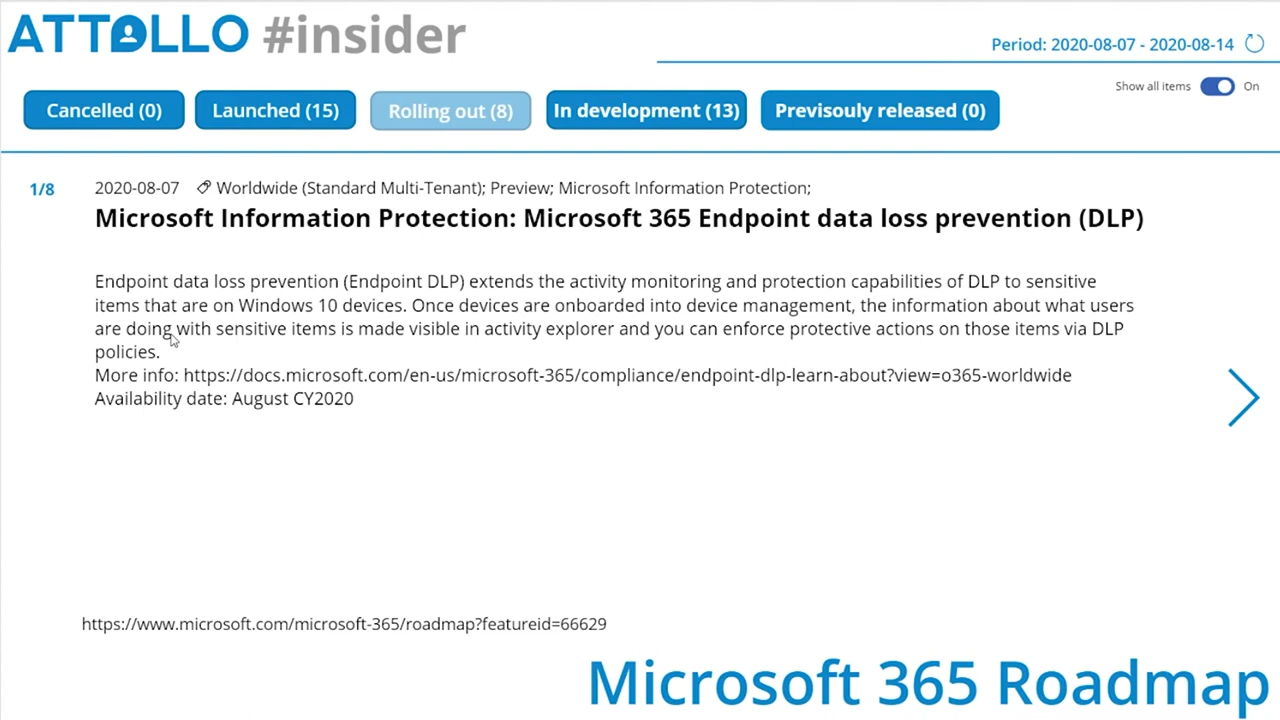 ATTOLLO #insider
Period: 2020-08-07 - 2020-08-14
Show all items On
Cancelled (0) Launched (15) Rolling out (8) In development (13) Previsouly released (0)
1/8 2020-08-07 Worldwide (Standard Multi-Tenant); Preview; Microsoft Information Protection;
Microsoft Information Protection: Microsoft 365 Endpoint data loss prevention (DLP)
Endpoint data loss prevention (Endpoint DLP) extends the activity monitoring and protection capabilities of DLP to sensitive
items that are on Windows 10 devices. Once devices are onboarded into device management, the information about what users
are doing with sensitive items is made visible in activity explorer and you can enforce protective actions on those items via DLP
policies.
More info: https://docs.microsoft.com/en-us/microsoft-365/compliance/endpoint-dlp-learn-about?view=o365-worldwide
Availability date: August CY2020
https://www.microsoft.com/microsoft-365/roadmap?featureid=66629
Microsoft 365 Roadmap